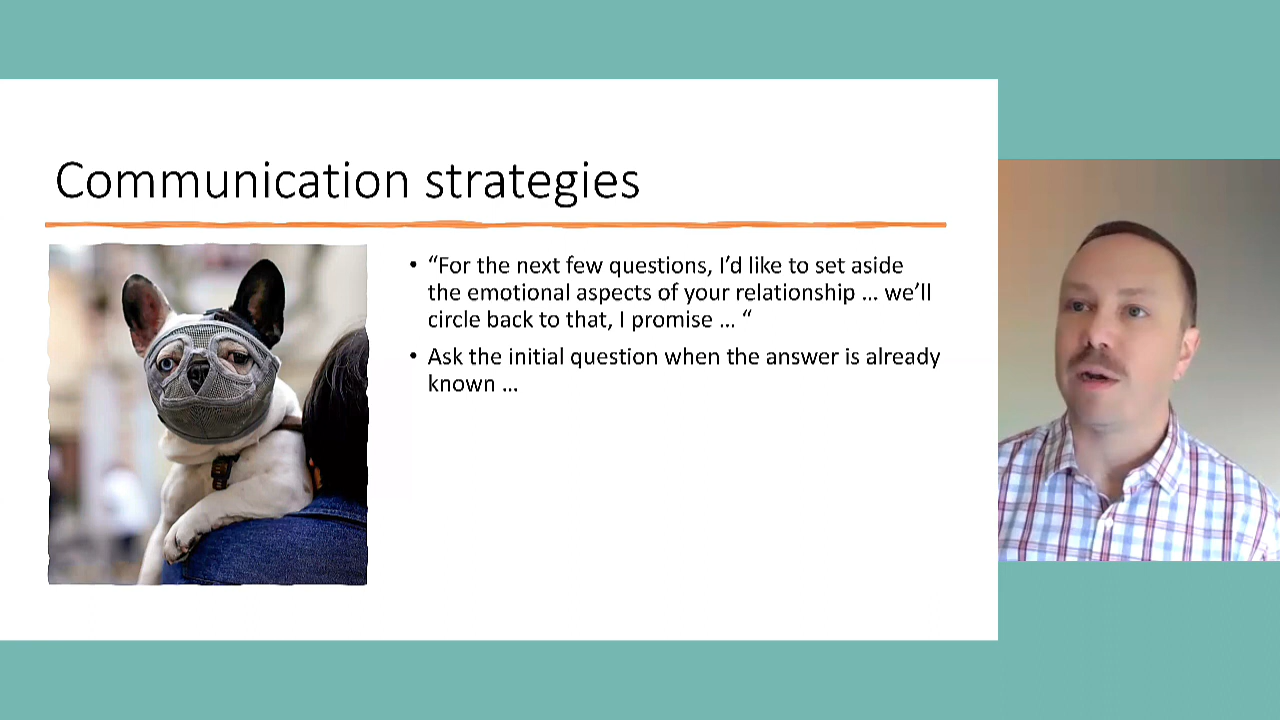 Communication strategies
• “For the next few questions, I’d like to set aside
the emotional aspects of your relationship … we’ll
circle back to that, I promise … “
• Ask the initial question when the answer is already
known …